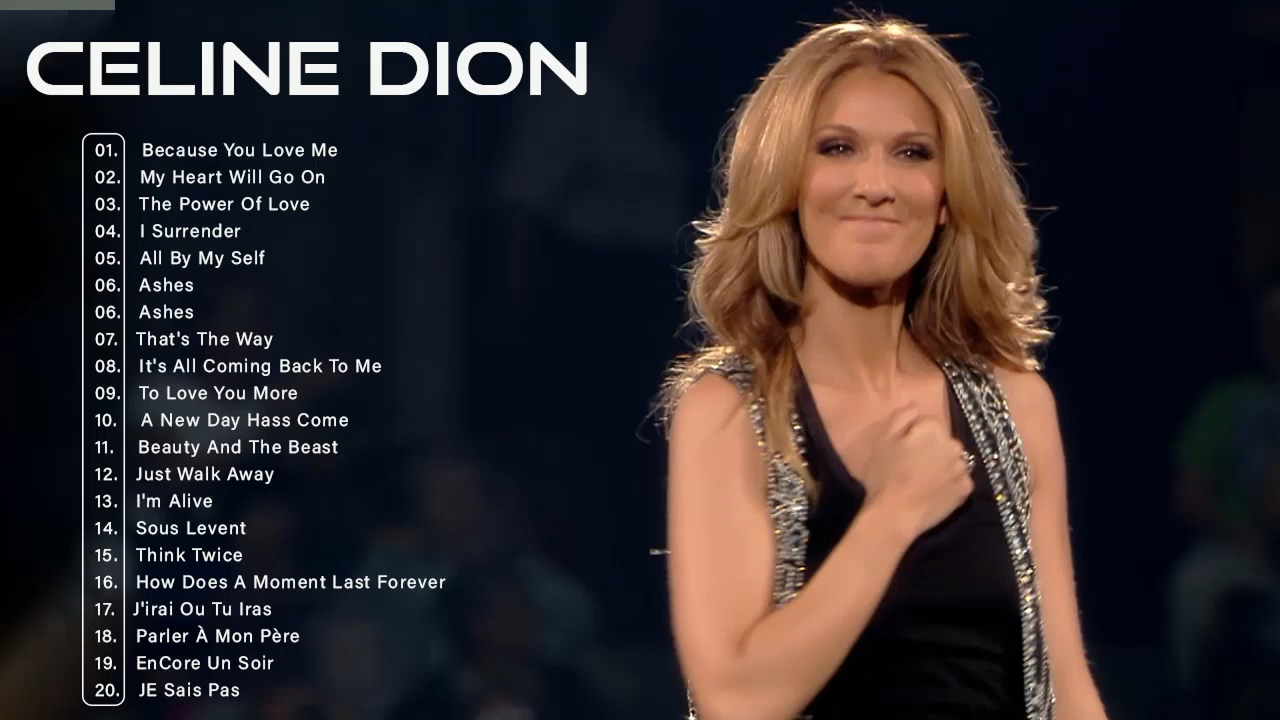 CELINE DION
01. Because You Love Me
02. My Heart Will Go On
03. The Power Of Love
04. I Surrender
05. All By My Self
06. Ashes
06. Ashes
07. That's The Way
08. It's All Coming Back To Me
09. To Love You More
10. A New Day Hass Come
11. Beauty And The Beast
12. Just Walk Away
13. I'm Alive
14. Sous Levent
15. Think Twice
16. How Does A Moment Last Forever
17. J'irai Ou Tu Iras
18. Parler À Mon Père
19. EnCore Un Soir
20. JE Sais Pas